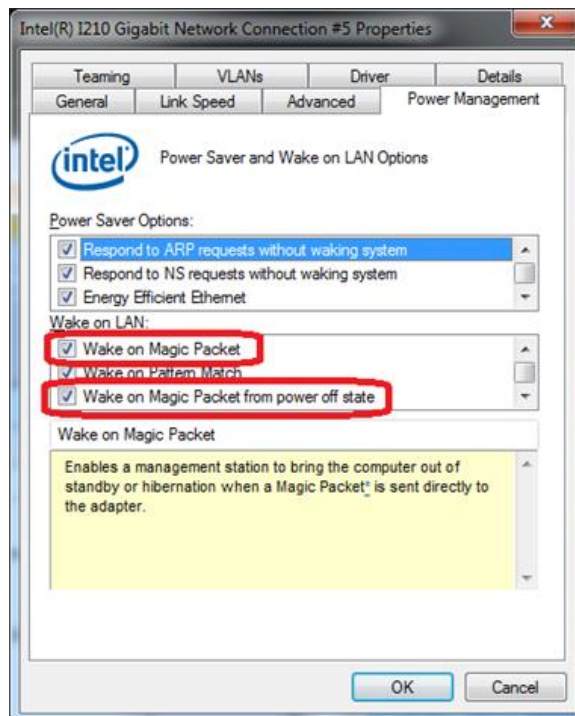 Intel(R) I210 Gigabit Network Connection #5 Properties
Teaming VLANs Driver Details
General Link Speed Advanced Power Management
intel
Power Saver and Wake on LAN Options
Power Saver Options:
Respond to ARP requests without waking system
Respond to NS requests without waking system
Energy Efficient Ethernet
Wake on LAN:
Wake on Magic Packet
Wake on Pattern Match
Wake on Magic Packet from power off state
Wake on Magic Packet
Enables a management station to bring the computer out of
standby or hibernation when a Magic Packet* is sent directly to
the adapter.
OK Cancel